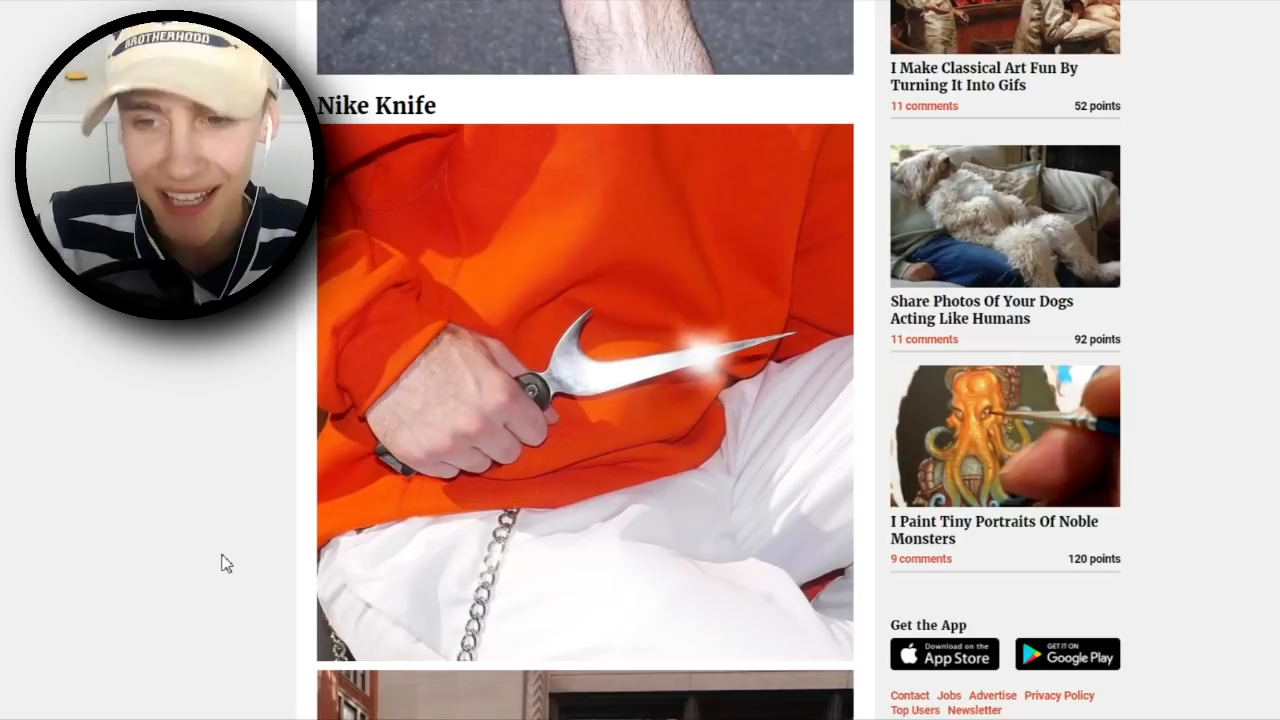 BROTHERHOOD
Nike Knife
I Make Classical Art Fun By
Turning It Into Gifs
11 comments 52 points
Share Photos Of Your Dogs
Acting Like Humans
11 comments 92 points
I Paint Tiny Portraits Of Noble
Monsters
9 comments 120 points
Get the App
Download on the
App Store
GET IT ON
Google Play
Contact Jobs Advertise Privacy Policy
Top Users Newsletter